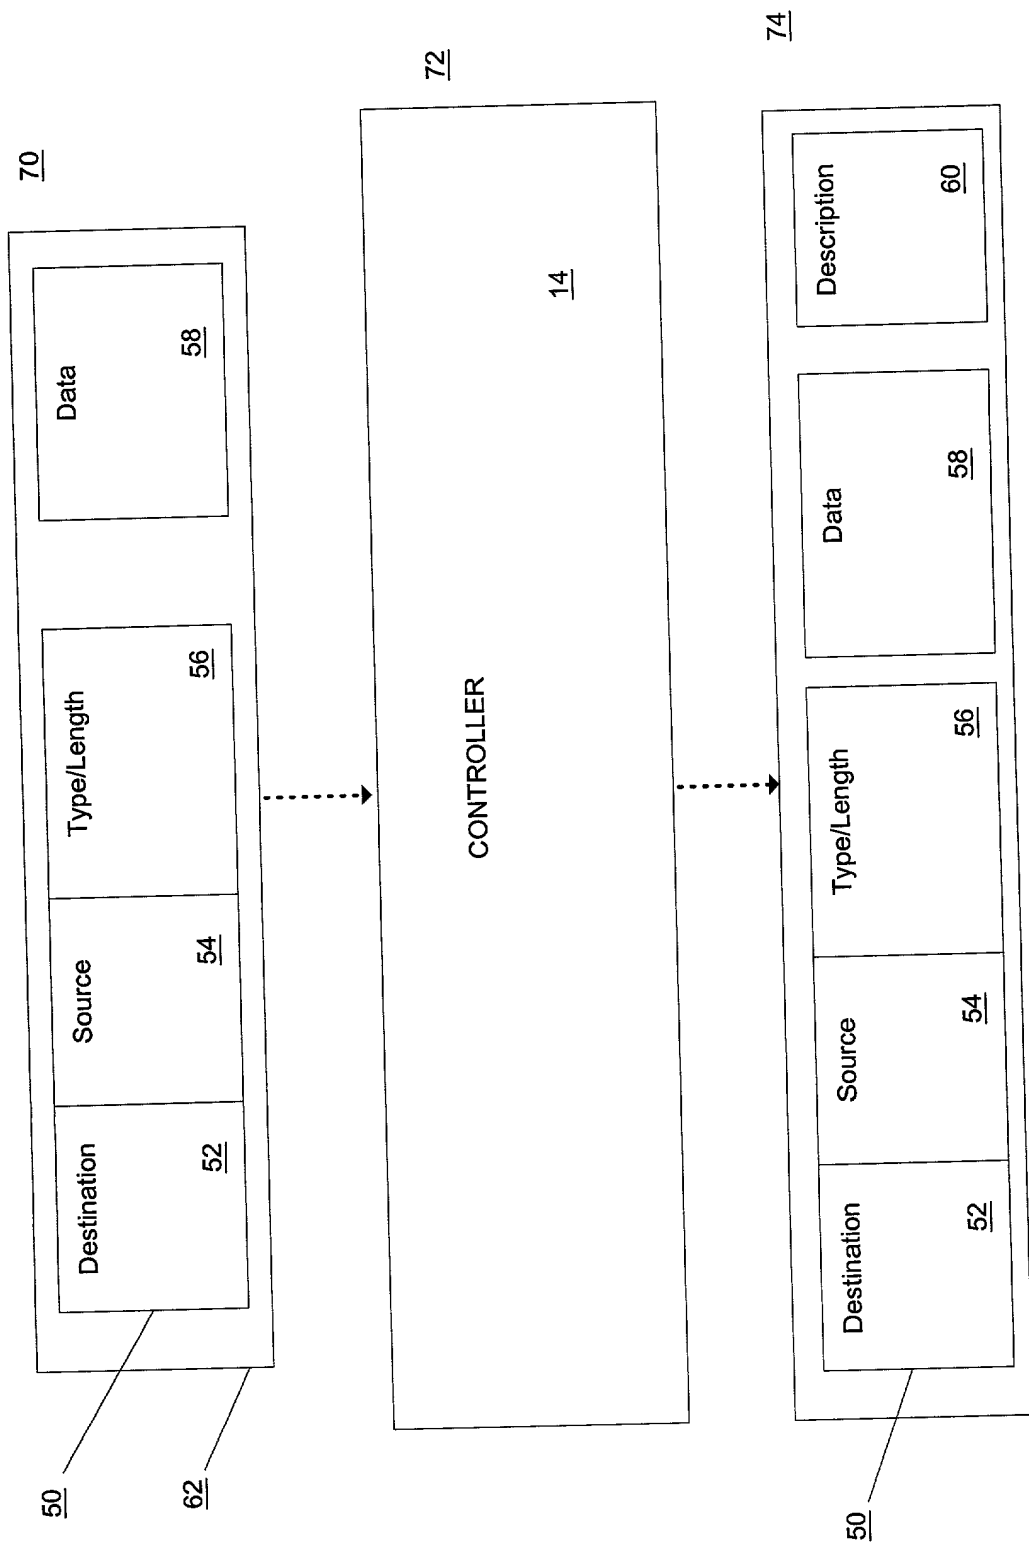 70
Destination
Source
Type/Length
Data
52
54
56
58
50
62
72
CONTROLLER
14
74
Destination
Source
Type/Length
Data
Description
52
54
56
58
60
50